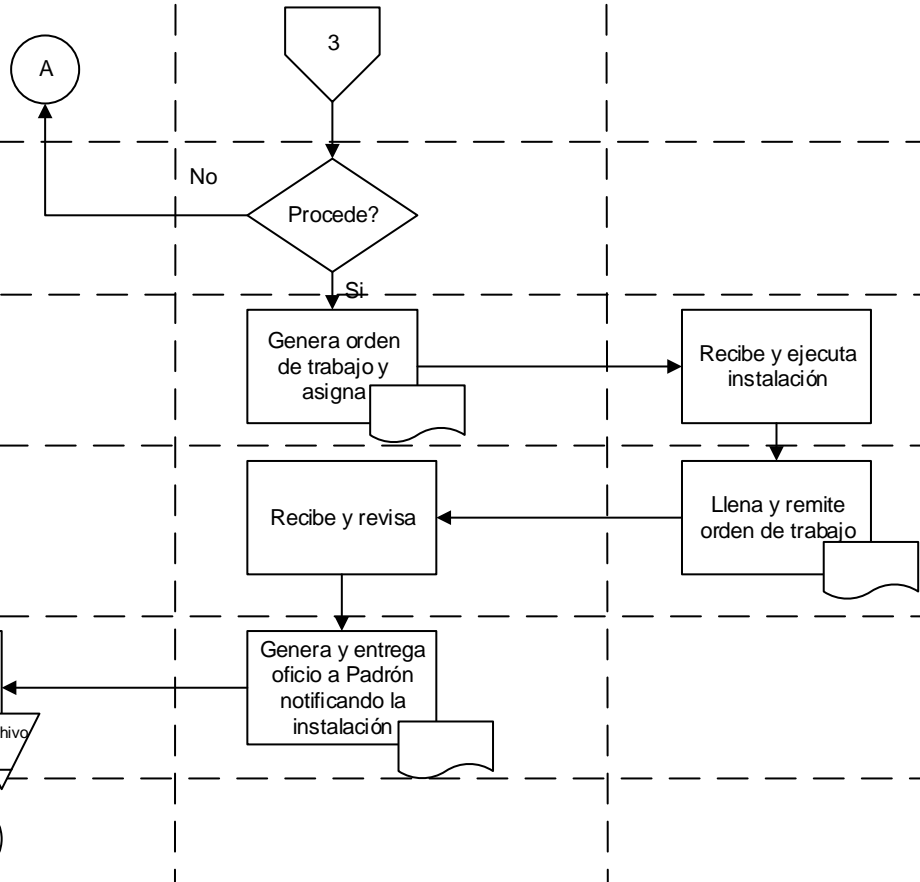 3
A
No
Procede?
Si
Genera orden
de trabajo y
asigna
Recibe y ejecuta
instalación
Recibe y revisa
Llena y remite
orden de trabajo
Genera y entrega
oficio a Padrón
notificando la
instalación